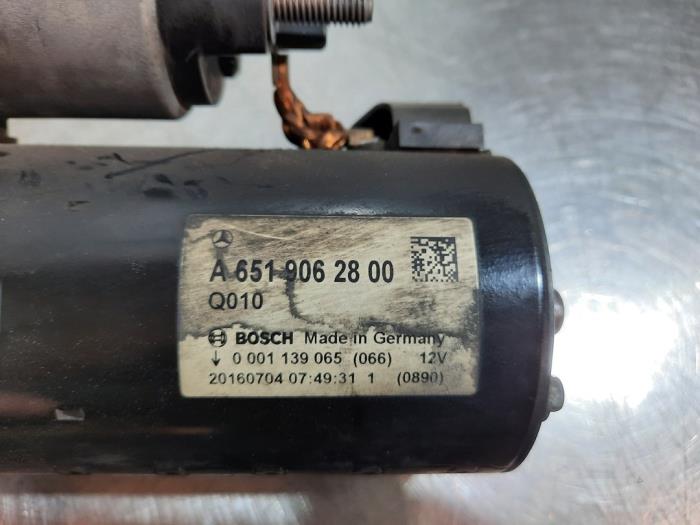 A 651 906 28 00
Q010
BOSCH Made in Germany
↓ 0 001 139 065 (066) 12V
20160704 07:49:31 1 (0890)